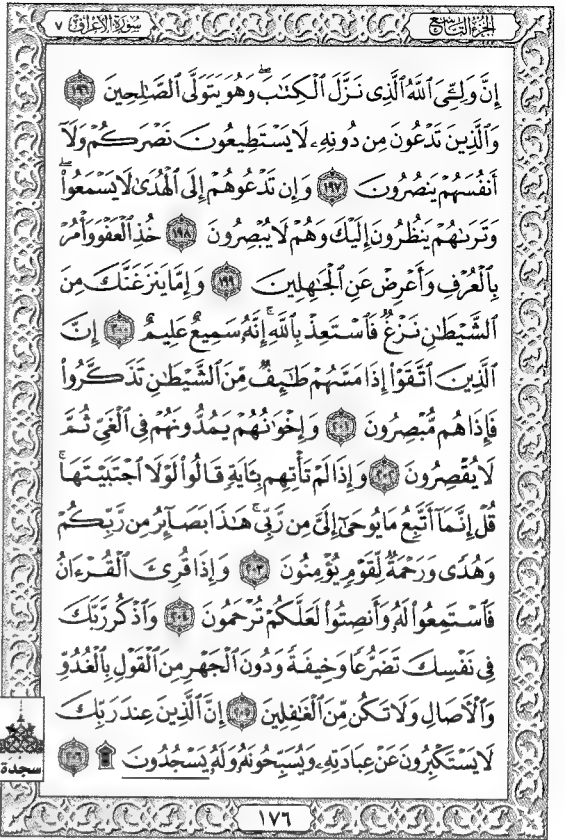 الجزء التاسع
سورة الأعراف ٧
إِنَّ وَلِـِّۧيَ ٱللَّهُ ٱلَّذِى نَزَّلَ ٱلْكِتَٰبَۖ وَهُوَ يَتَوَلَّى ٱلصَّٰلِحِينَ ١٩٦
وَٱلَّذِينَ تَدْعُونَ مِن دُونِهِۦ لَا يَسْتَطِيعُونَ نَصْرَكُمْ وَلَآ
أَنفُسَهُمْ يَنصُرُونَ ١٩٧ وَإِن تَدْعُوهُمْ إِلَى ٱلْهُدَىٰ لَا يَسْمَعُوا۟ۖ
وَتَرَىٰهُمْ يَنظُرُونَ إِلَيْكَ وَهُمْ لَا يُبْصِرُونَ ١٩٨ خُذِ ٱلْعَفْوَ وَأْمُرْ
بِٱلْعُرْفِ وَأَعْرِضْ عَنِ ٱلْجَٰهِلِينَ ١٩٩ وَإِمَّا يَنزَغَنَّكَ مِنَ
ٱلشَّيْطَٰنِ نَزْغٌ فَٱسْتَعِذْ بِٱللَّهِۚ إِنَّهُۥ سَمِيعٌ عَلِيمٌ ٢٠٠ إِنَّ
ٱلَّذِينَ ٱتَّقَوْا۟ إِذَا مَسَّهُمْ طَٰٓئِفٌ مِّنَ ٱلشَّيْطَٰنِ تَذَكَّرُوا۟
فَإِذَا هُم مُّبْصِرُونَ ٢٠١ وَإِخْوَٰنُهُمْ يَمُدُّونَهُمْ فِى ٱلْغَىِّ ثُمَّ
لَا يُقْصِرُونَ ٢٠٢ وَإِذَا لَمْ تَأْتِهِم بِـَٔايَةٍ قَالُوا۟ لَوْلَا ٱجْتَبَيْتَهَاۚ
قُلْ إِنَّمَآ أَتَّبِعُ مَا يُوحَىٰٓ إِلَىَّ مِن رَّبِّىۚ هَٰذَا بَصَآئِرُ مِن رَّبِّكُمْ
وَهُدًى وَرَحْمَةٌ لِّقَوْمٍ يُؤْمِنُونَ ٢٠٣ وَإِذَا قُرِئَ ٱلْقُرْءَانُ
فَٱسْتَمِعُوا۟ لَهُۥ وَأَنصِتُوا۟ لَعَلَّكُمْ تُرْحَمُونَ ٢٠٤ وَٱذْكُر رَّبَّكَ
فِى نَفْسِكَ تَضَرُّعًا وَخِيفَةً وَدُونَ ٱلْجَهْرِ مِنَ ٱلْقَوْلِ بِٱلْغُدُوِّ
وَٱلْءَاصَالِ وَلَا تَكُن مِّنَ ٱلْغَٰفِلِينَ ٢٠٥ إِنَّ ٱلَّذِينَ عِندَ رَبِّكَ
لَا يَسْتَكْبِرُونَ عَنْ عِبَادَتِهِۦ وَيُسَبِّحُونَهُۥ وَلَهُۥ يَسْجُدُونَ ۩ ٢٠٦
سجدة
١٧٦